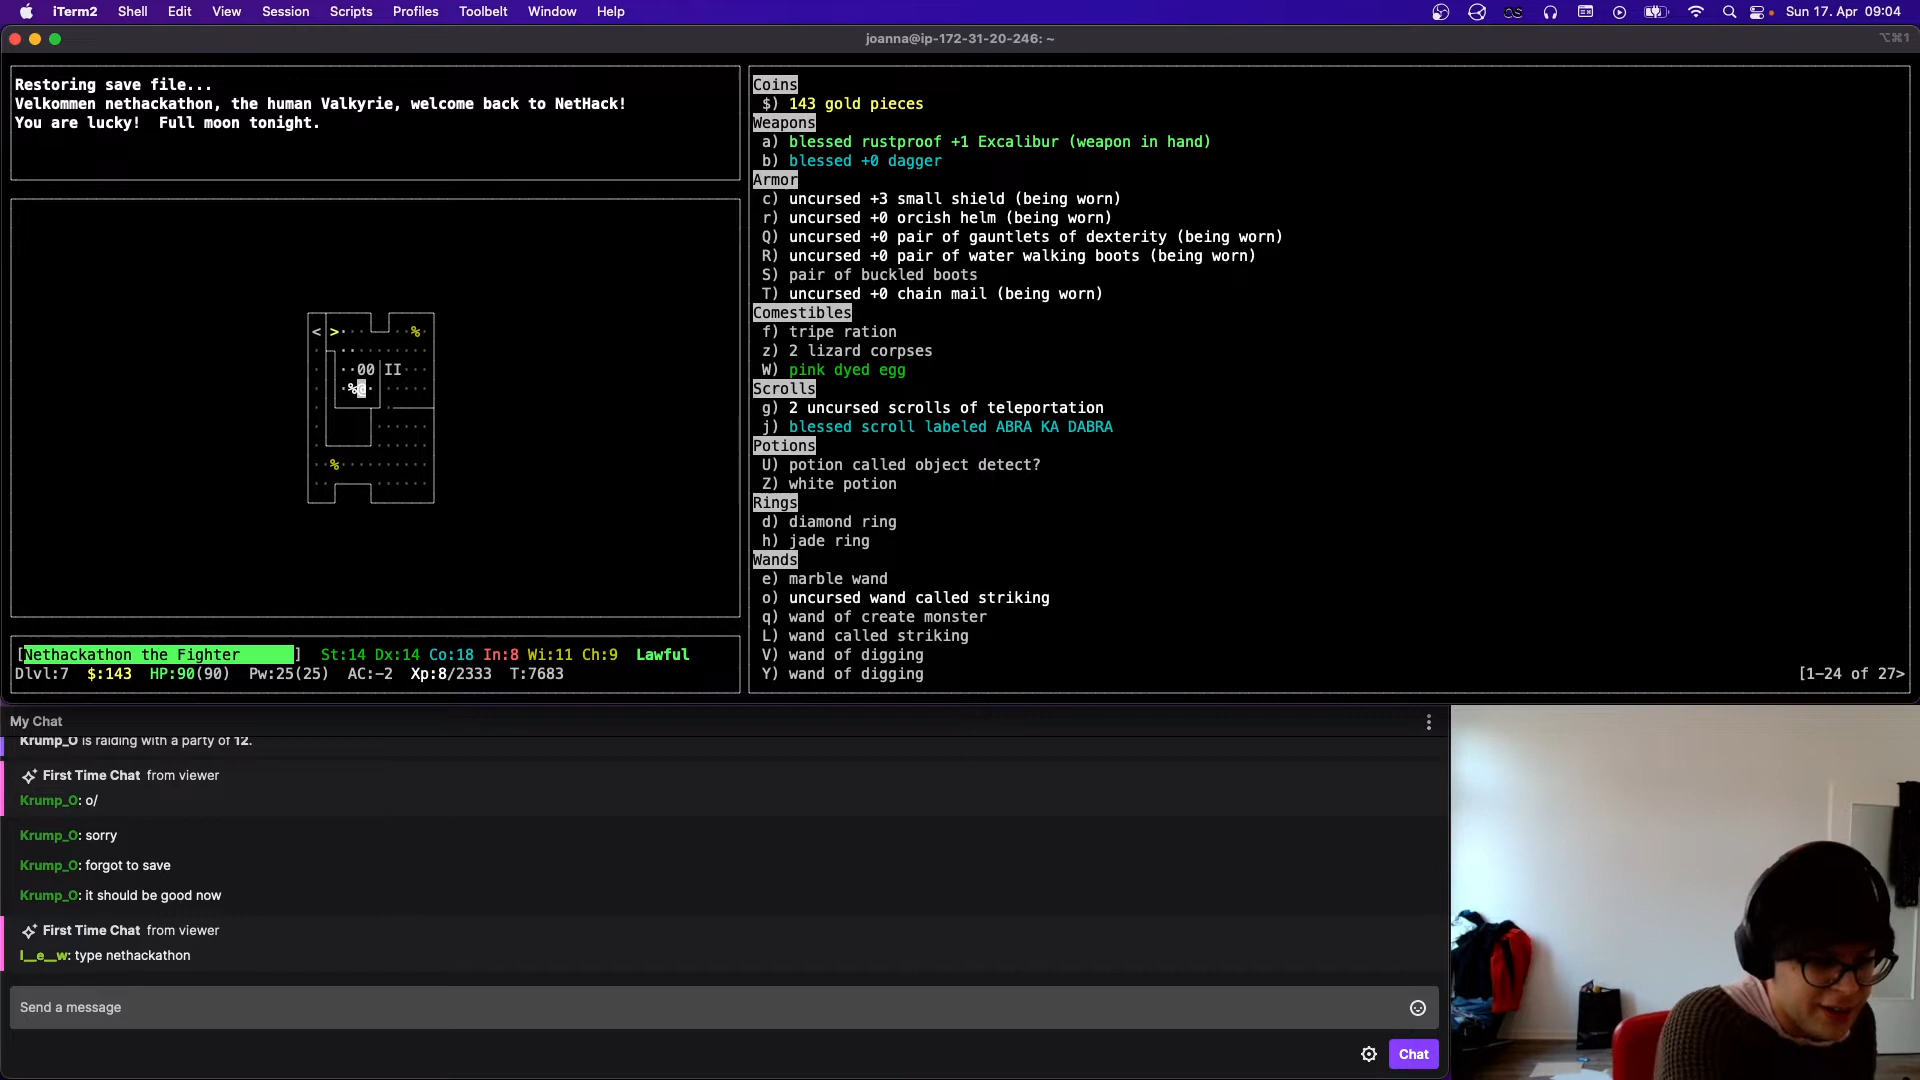 iTerm2 Shell Edit View Session Scripts Profiles Toolbelt Window Help Sun 17. Apr 09:04
joanna@ip-172-31-20-246: ~ ⌥⌘1
Restoring save file...
Velkommen nethackathon, the human Valkyrie, welcome back to NetHack!
You are lucky! Full moon tonight.
<│>··· ··%·
··00│II···
·%@·
·%··········
[Nethackathon the Fighter ] St:14 Dx:14 Co:18 In:8 Wi:11 Ch:9 Lawful
Dlvl:7 $:143 HP:90(90) Pw:25(25) AC:-2 Xp:8/2333 T:7683
Coins
$) 143 gold pieces
Weapons
a) blessed rustproof +1 Excalibur (weapon in hand)
b) blessed +0 dagger
Armor
c) uncursed +3 small shield (being worn)
r) uncursed +0 orcish helm (being worn)
Q) uncursed +0 pair of gauntlets of dexterity (being worn)
R) uncursed +0 pair of water walking boots (being worn)
S) pair of buckled boots
T) uncursed +0 chain mail (being worn)
Comestibles
f) tripe ration
z) 2 lizard corpses
W) pink dyed egg
Scrolls
g) 2 uncursed scrolls of teleportation
j) blessed scroll labeled ABRA KA DABRA
Potions
U) potion called object detect?
Z) white potion
Rings
d) diamond ring
h) jade ring
Wands
e) marble wand
o) uncursed wand called striking
q) wand of create monster
L) wand called striking
V) wand of digging
Y) wand of digging
[1-24 of 27>
My Chat
Krump_O is raiding with a party of 12.
First Time Chat from viewer
Krump_O: o/
Krump_O: sorry
Krump_O: forgot to save
Krump_O: it should be good now
First Time Chat from viewer
l__e__w: type nethackathon
Send a message
Chat